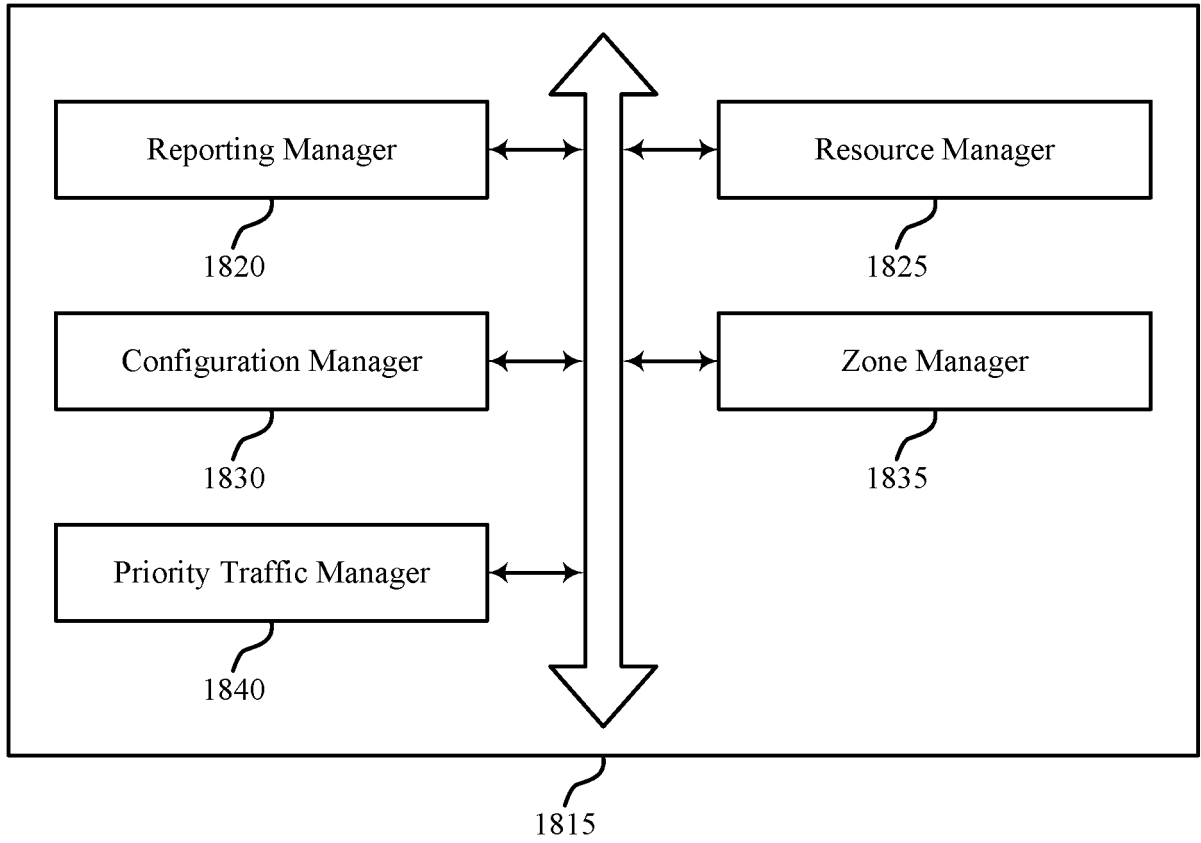 Reporting Manager
Resource Manager
1820
1825
Configuration Manager
Zone Manager
1830
1835
Priority Traffic Manager
1840
1815